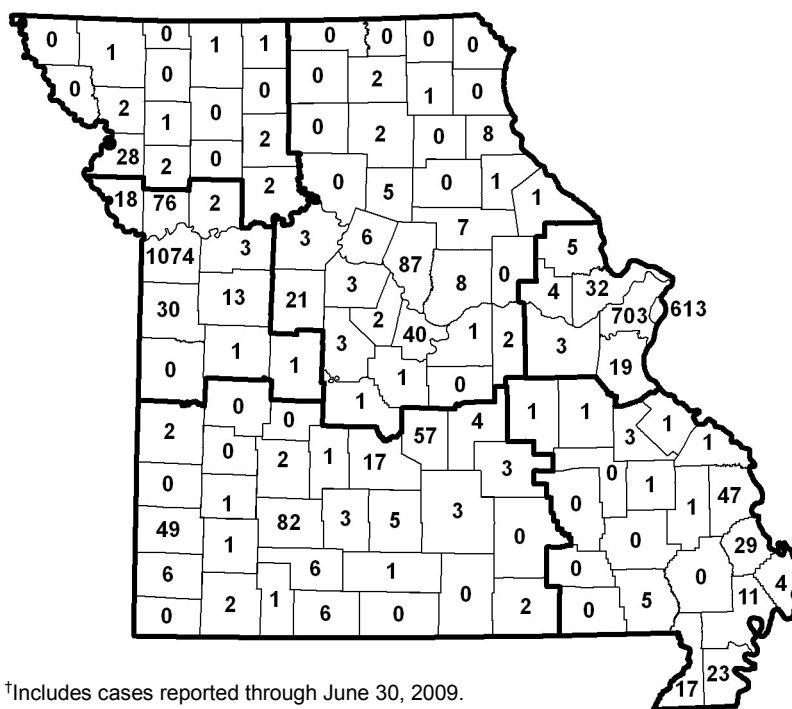 0 1 0 1 1 0 0 0 0
0 0 0 0 2 1 0
2 1 0 2 0 2 0 8
28 2 0 2 0 5 0 1 1
18 76 2
1074 3 3 6 87 7 0 5
30 13 21 3 8 4 32 703 613
0 1 1 3 2 40 1 2 3 19
1 1 0
2 0 0 57 4 1 1 3 1 1
0 0 2 1 17 3 0 1 1 47
49 1 82 3 5 3 0 0 0 29
6 1 6 1 0 0 11 4
0 2 1 6 0 0 2 0 5
17 23
†Includes cases reported through June 30, 2009.